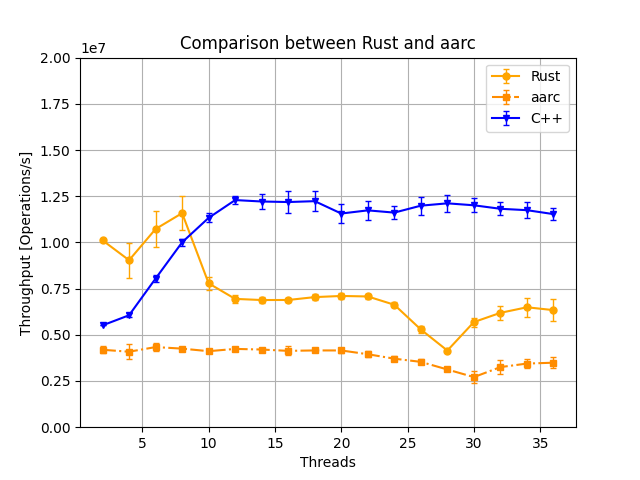 Comparison between Rust and aarc
1e7
2.00
1.75
1.50
1.25
1.00
0.75
0.50
0.25
0.00
Throughput [Operations/s]
Rust
aarc
C++
5 10 15 20 25 30 35
Threads